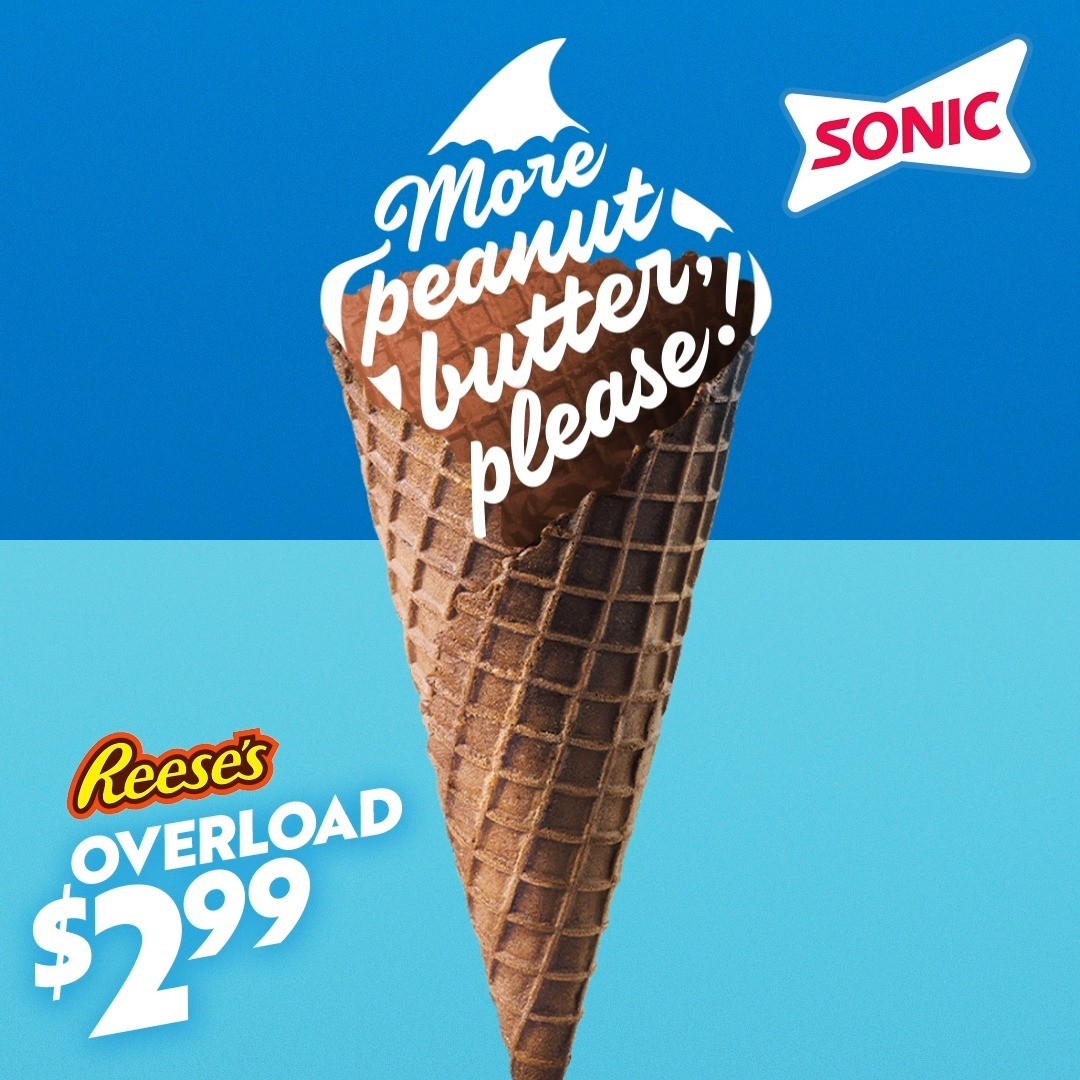 SONIC
More
peanut
butter,
please!
Reese's
OVERLOAD
$2.99